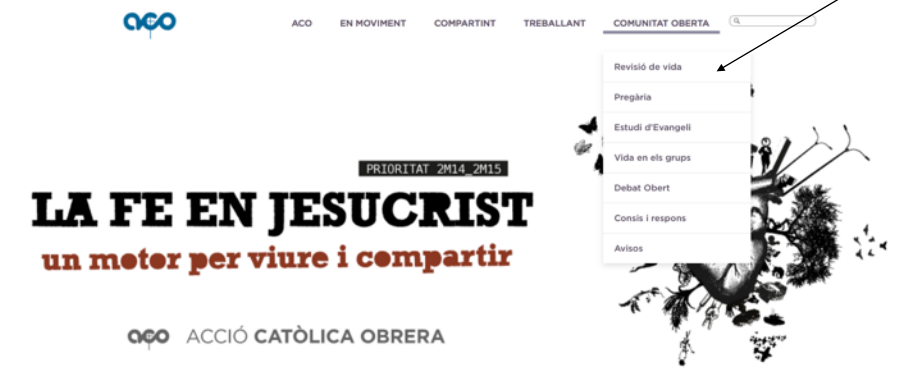 aco
ACO EN MOVIMENT COMPARTINT TREBALLANT COMUNITAT OBERTA
Revisió de vida
Pregària
Estudi d'Evangeli
Vida en els grups
Debat Obert
Consis i respons
Avisos
PRIORITAT 2M14_2M15
LA FE EN JESUCRIST
un motor per viure i compartir
aco ACCIÓ CATÒLICA OBRERA